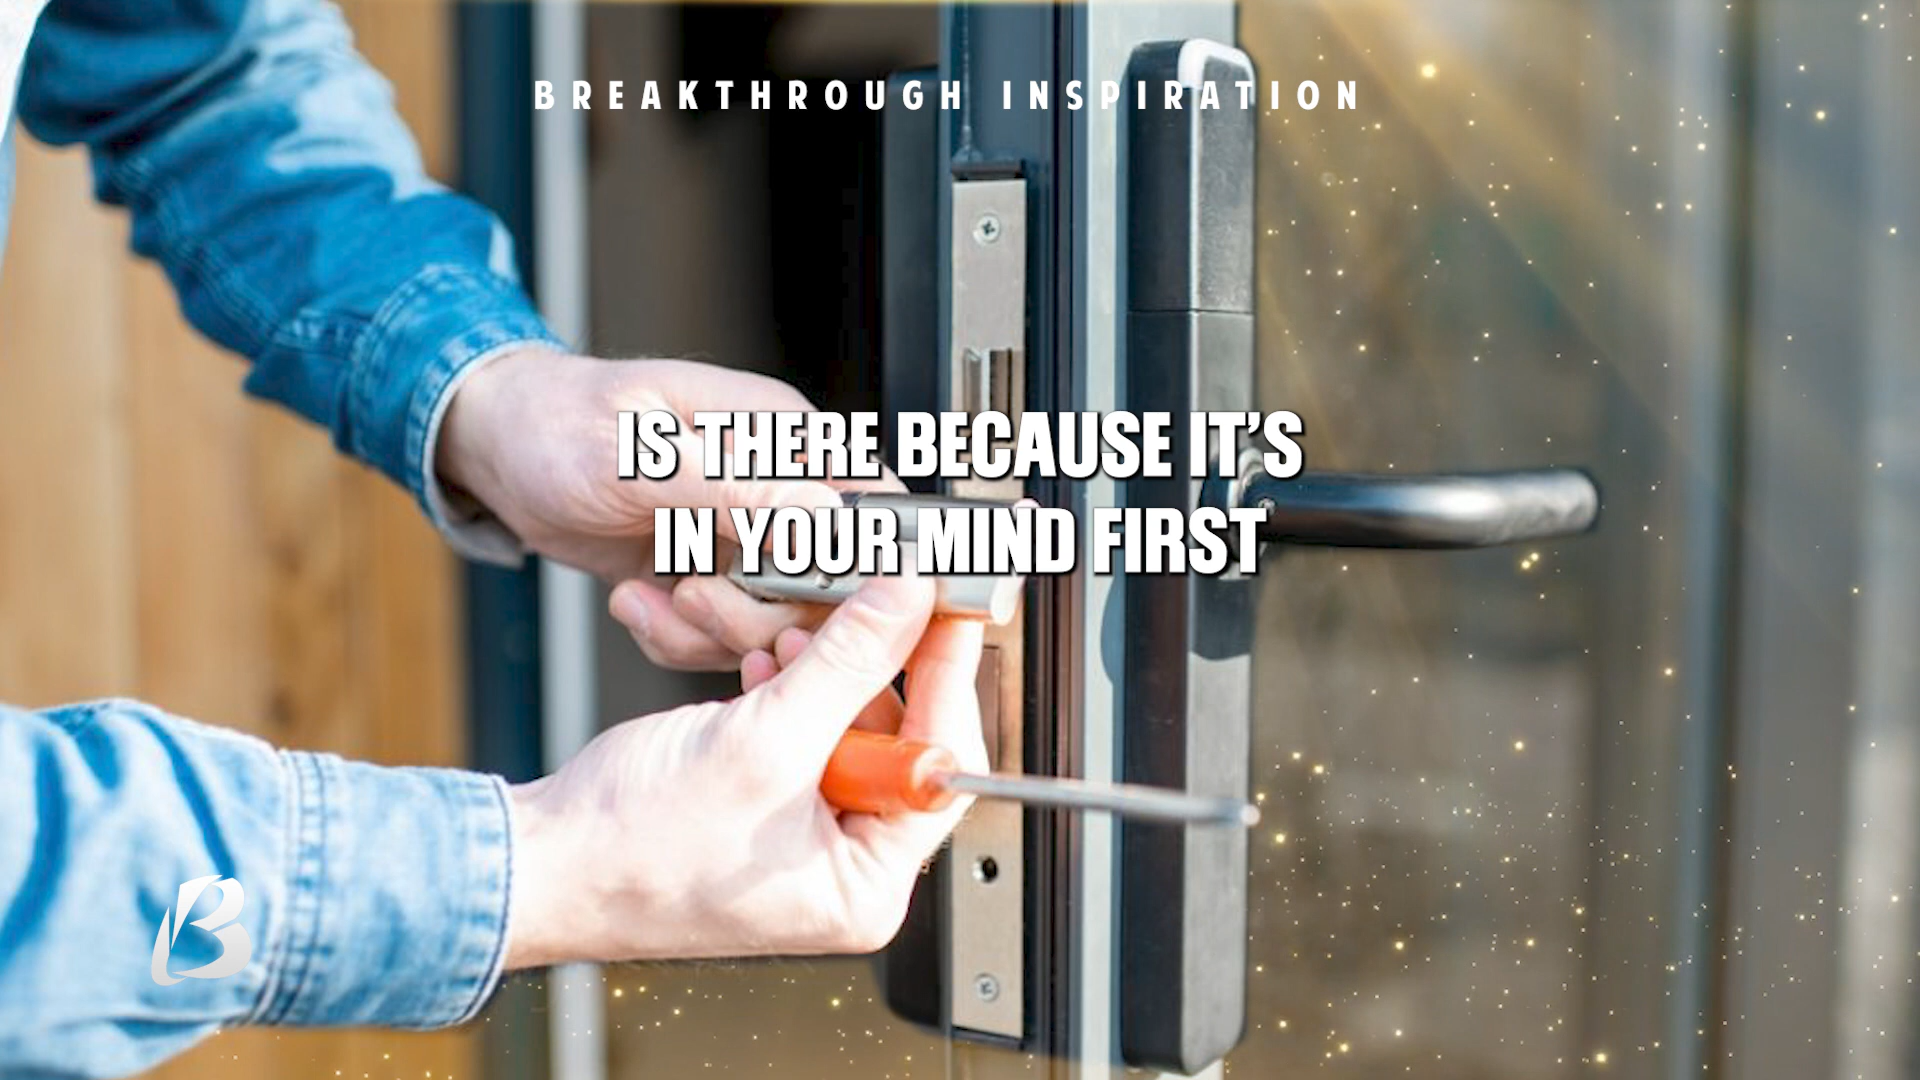 BREAKTHROUGH INSPIRATION
IS THERE BECAUSE IT'S
IN YOUR MIND FIRST
B